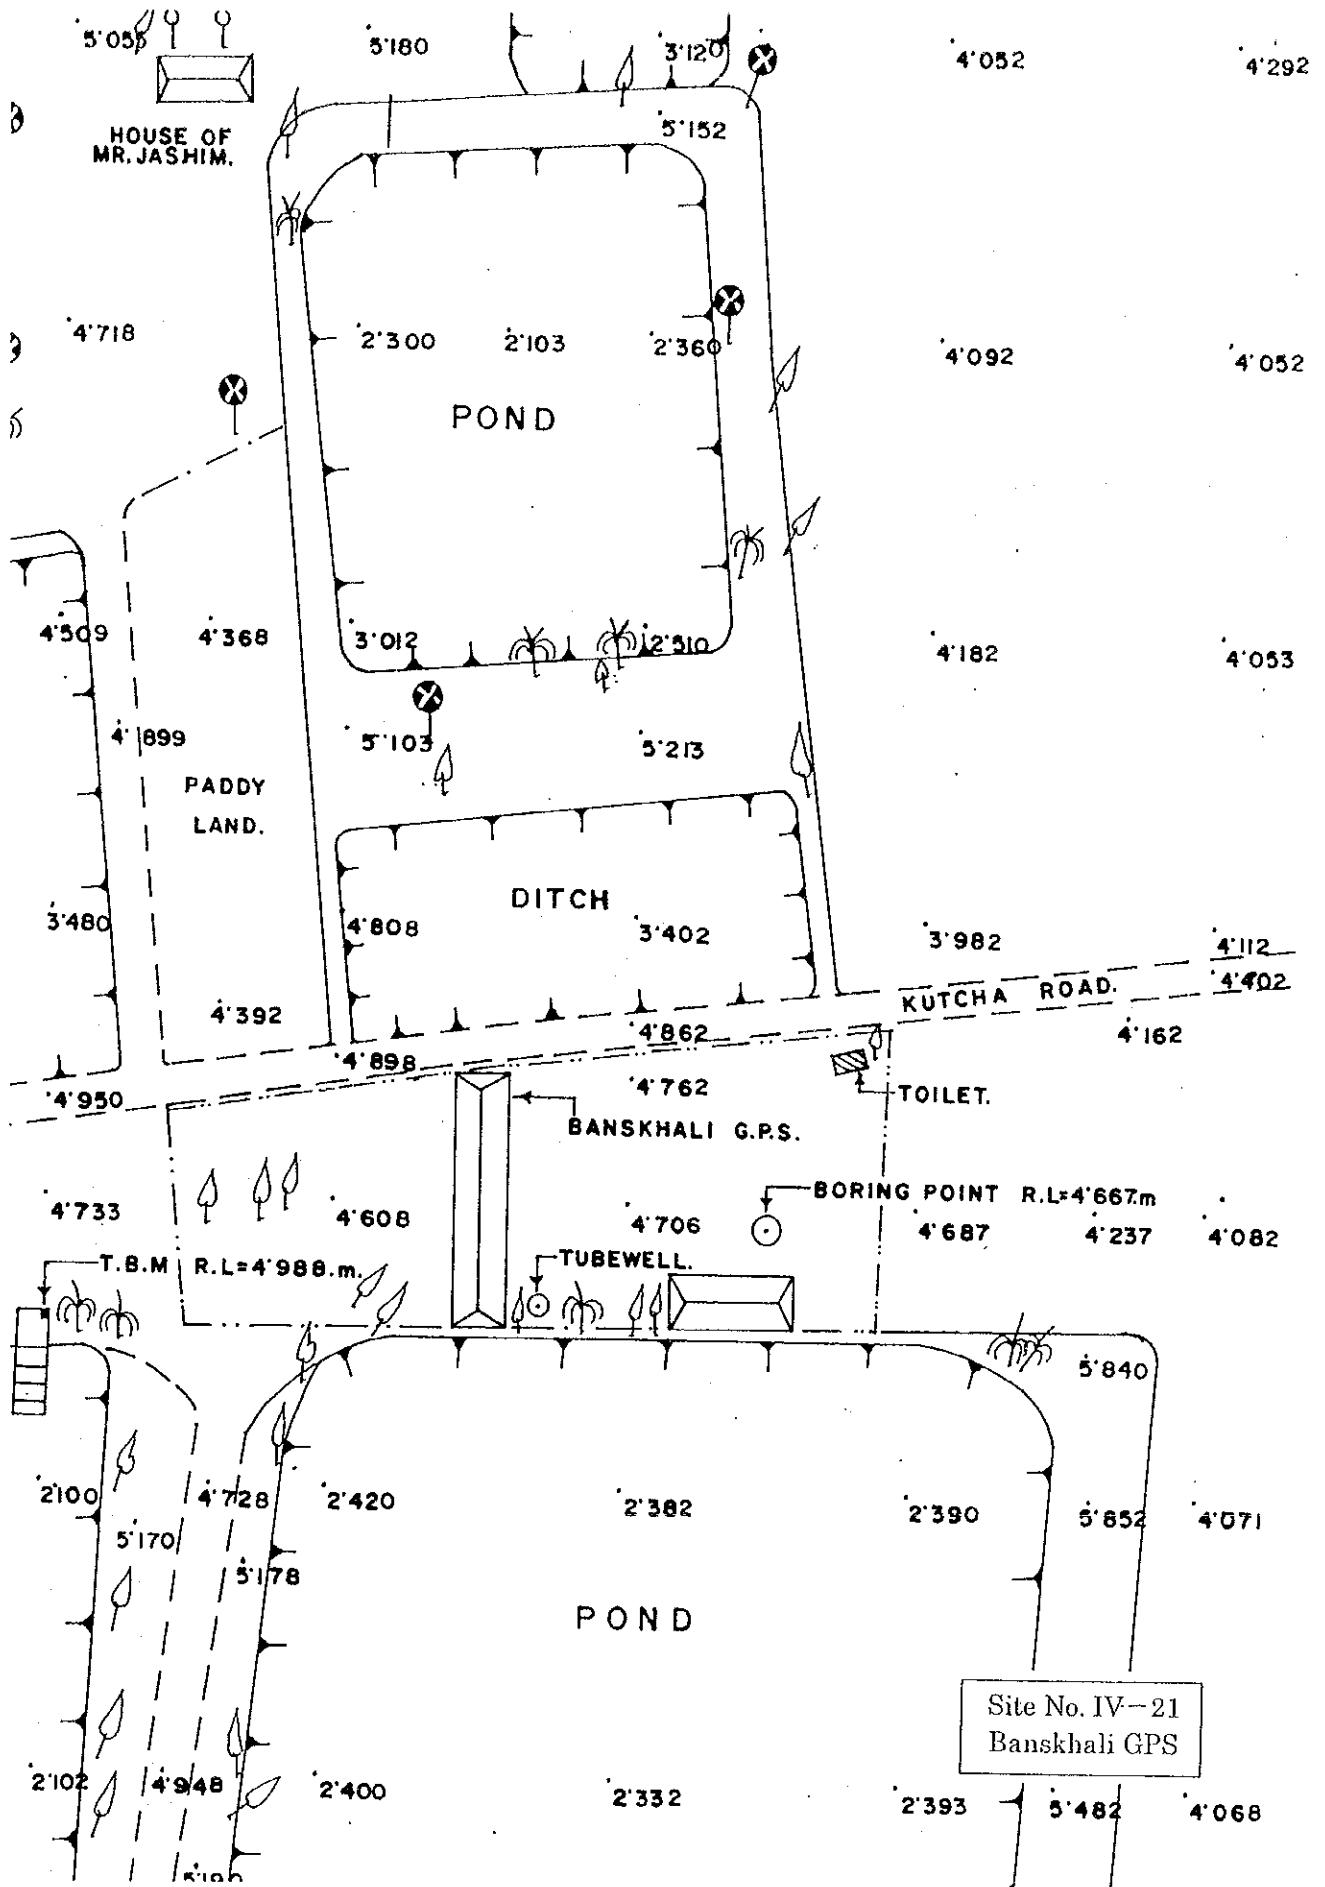 5.055 5.180 3.120 4.052 4.292
HOUSE OF
MR. JASHIM.
5.152
4.718 2.300 2.103 2.360 4.092 4.052
POND
4.509 4.368 3.012 2.510 4.182 4.053
4.899 5.103 5.213
PADDY
LAND.
DITCH
3.480 4.808 3.402 3.982 4.112
4.402
KUTCHA ROAD.
4.392 4.862 4.162
4.898
4.950 4.762
TOILET.
BANSKHALI G.P.S.
BORING POINT R.L=4.667.m
4.733 4.608 4.706 4.687 4.237 4.082
T.B.M R.L=4.988.m.
TUBEWELL.
5.840
2.100 4.728 2.420 2.382 2.390 5.852 4.071
5.170
5.178
POND
Site No. IV-21
Banskhali GPS
2.102 4.948 2.400 2.332 2.393 5.482 4.068
5.190